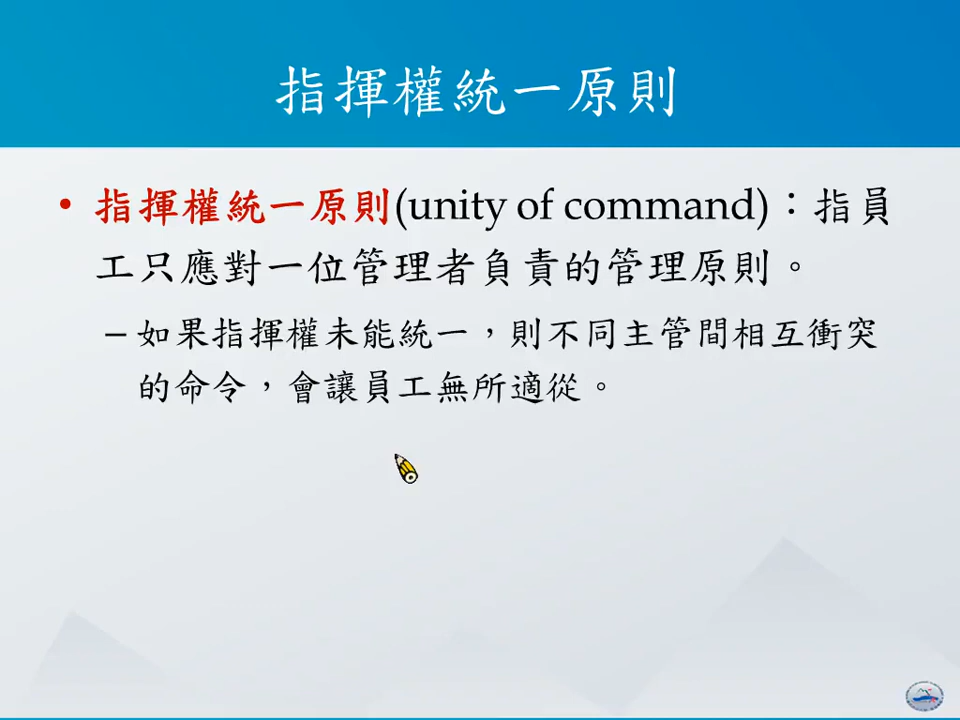 指揮權統一原則
• 指揮權統一原則(unity of command)：指員
工只應對一位管理者負責的管理原則。
– 如果指揮權未能統一，則不同主管間相互衝突
的命令，會讓員工無所適從。